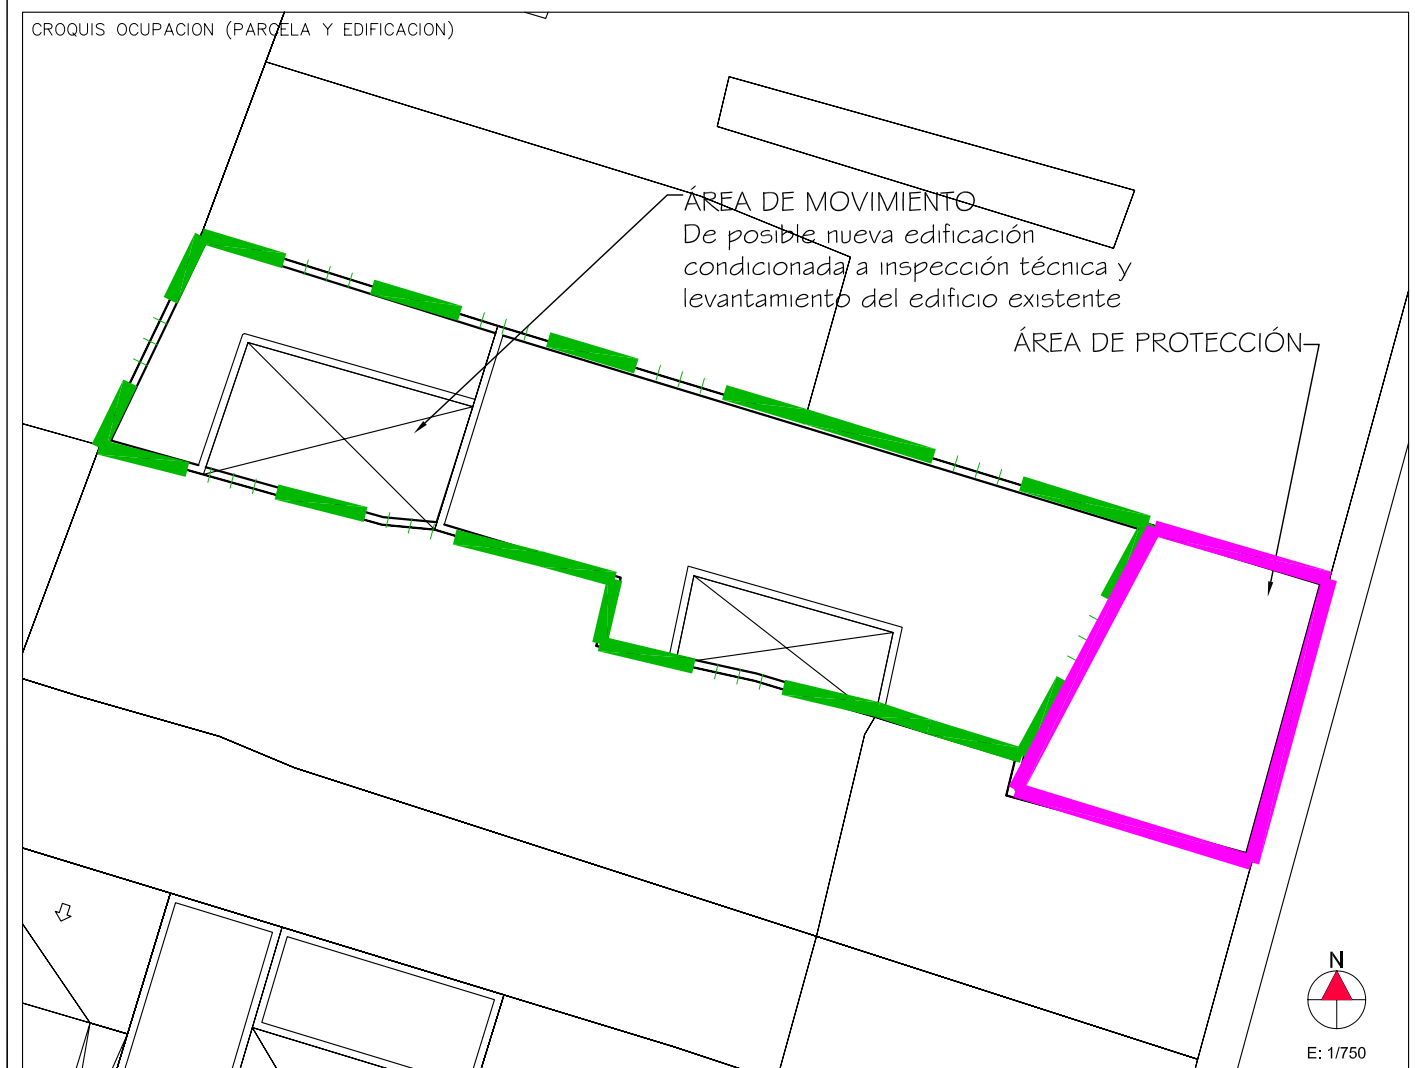 CROQUIS OCUPACION (PARCELA Y EDIFICACION)
ÁREA DE MOVIMIENTO
De posible nueva edificación
condicionada a inspección técnica y
levantamiento del edificio existente
ÁREA DE PROTECCIÓN
N
E: 1/750